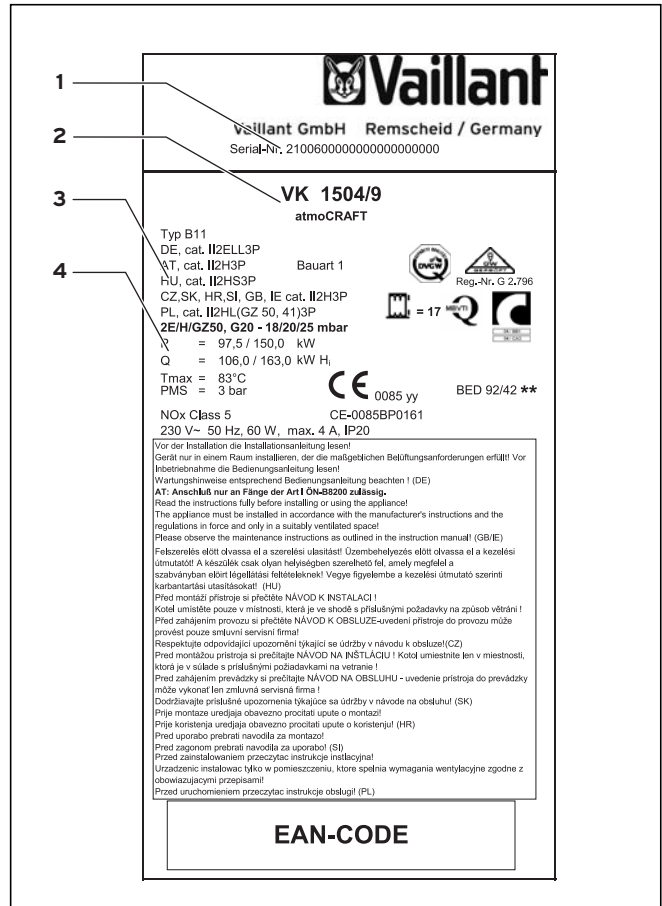 Vaillant
Vaillant GmbH Remscheid / Germany
1
Serial-Nr. 21006000000000000000000
2
VK 1504/9
atmoCRAFT
3
Typ B11
DE, cat. II2ELL3P
AT, cat. II2H3P Bauart 1
HU, cat. II2HS3P
CZ,SK, HR,SI, GB, IE cat. II2H3P
PL, cat. II2HL(GZ 50, 41)3P
DVGW
Reg.-Nr. G 2.796
= 17
4
2E/H/GZ50, G20 - 18/20/25 mbar
= 97,5 / 150,0 kW
Q = 106,0 / 163,0 kW Hi
Tmax = 83°C
PMS = 3 bar
CE 0085 yy
BED 92/42 **
NOx Class 5 CE-0085BP0161
230 V~ 50 Hz, 60 W, max. 4 A, IP20
Vor der Installation die Installationsanleitung lesen!
Gerät nur in einem Raum installieren, der die maßgeblichen Belüftungsanforderungen erfüllt! Vor
Inbetriebnahme die Bedienungsanleitung lesen!
Wartungshinweise entsprechend Bedienungsanleitung beachten ! (DE)
AT: Anschluß nur an Fänge der Art I ÖN-B8200 zulässig.
Read the instructions fully before installing or using the appliance!
The appliance must be installed in accordance with the manufacturer's instructions and the
regulations in force and only in a suitably ventilated space!
Please observe the maintenance instructions as outlined in the instruction manual! (GB/IE)
Felszerelés elött olvassa el a szerelési ulasitást! Üzembehelyezés elött olvassa el a kezelési
útmutatót! A készülék csak olyan helyiségben szerelhetö fel, amely megfelel a
szabványban elöirt légellátási feltételeknek! Vegye figyelembe a kezelési útmutató szerinti
karbantartási utasításokat! (HU)
Před montáží přístroje si přečtěte NÁVOD K INSTALACI !
Kotel umístěte pouze v místnosti, která je ve shodě s příslušnými požadavky na způsob větrání !
Před zahájením provozu si přečtěte NÁVOD K OBSLUZE-uvedení přístroje do provozu může
provést pouze smluvní servisní firma!
Respektujte odpovídající upozornění týkající se údržby v návodu k obsluze!(CZ)
Pred montážou prístroja si prečítajte NÁVOD NA INŠTLÁCIU ! Kotol umiestnite len v miestnosti,
ktorá je v súlade s príslušnými požiadavkami na vetranie !
Pred zahájením prevádzky si prečítajte NÁVOD NA OBSLUHU - uvedenie prístroja do prevádzky
môže vykonať len zmluvná servisná firma !
Dodržiavajte príslušné upozornenia týkajúce sa údržby v návode na obsluhu! (SK)
Prije montaze uredjaja obavezno procitati upute o montazi!
Prije koristenja uredjaja obavezno procitati upute o koristenju! (HR)
Pred uporabo prebrati navodila za montazo!
Pred zagonom prebrati navodila za uporabo! (SI)
Przed zainstalowaniem przeczytac instrukcje instlacyjna!
Urzadzenic instalowac tylko w pomieszczeniu, ktore spelnia wymagania wentylacyjne zgodne z
obowiazujacymi przepisami!
Przed uruchomieniem przeczytac instrukcje obslugi! (PL)
EAN-CODE